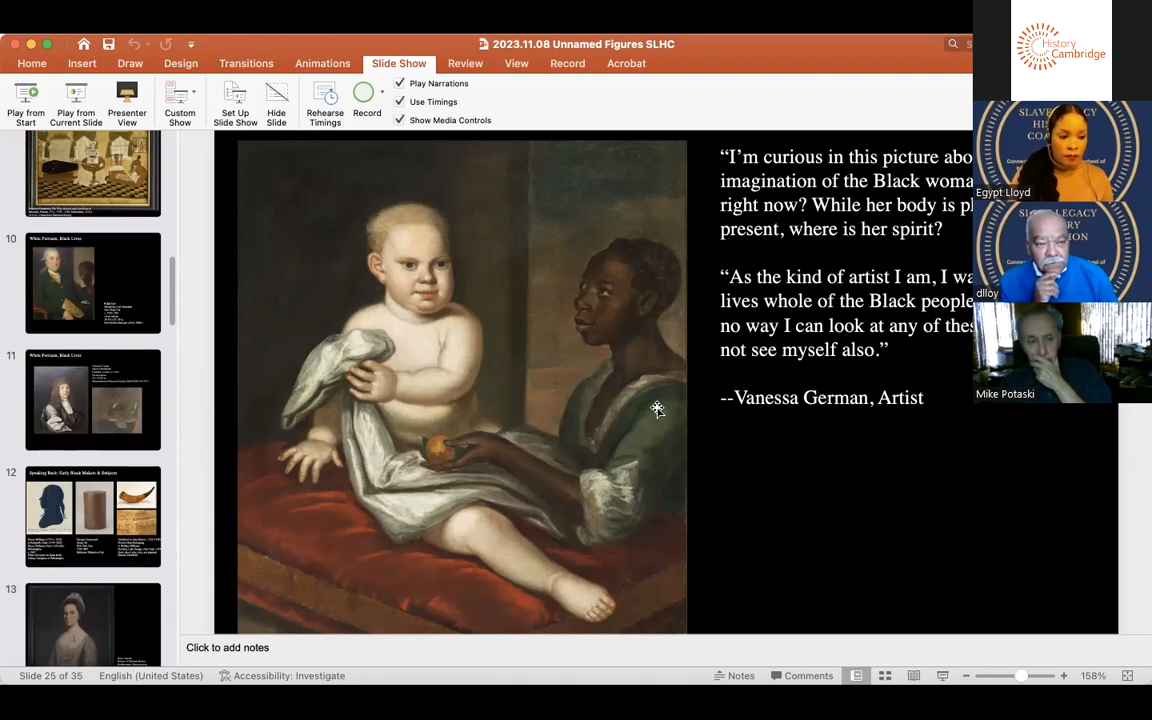 2023.11.08 Unnamed Figures SLHC
Home Insert Draw Design Transitions Animations Slide Show Review View Record Acrobat
Play from Start
Play from Current Slide
Presenter View
Custom Show
Set Up Slide Show
Hide Slide
Rehearse Timings
Record
Play Narrations
Use Timings
Show Media Controls
History Cambridge
Egypt Lloyd
dlloy
Mike Potaski
10
White Portraits, Black Lives
11
White Portraits, Black Lives
12
Speaking Back: Early Black Makers & Subjects
13
“I’m curious in this picture
imagination of the Black
right now? While her body is
present, where is her spirit?
“As the kind of artist I am, I
lives whole of the Black people
no way I can look at any of
not see myself also.”
--Vanessa German, Artist
Click to add notes
Slide 25 of 35 English (United States) Accessibility: Investigate Notes Comments 158%